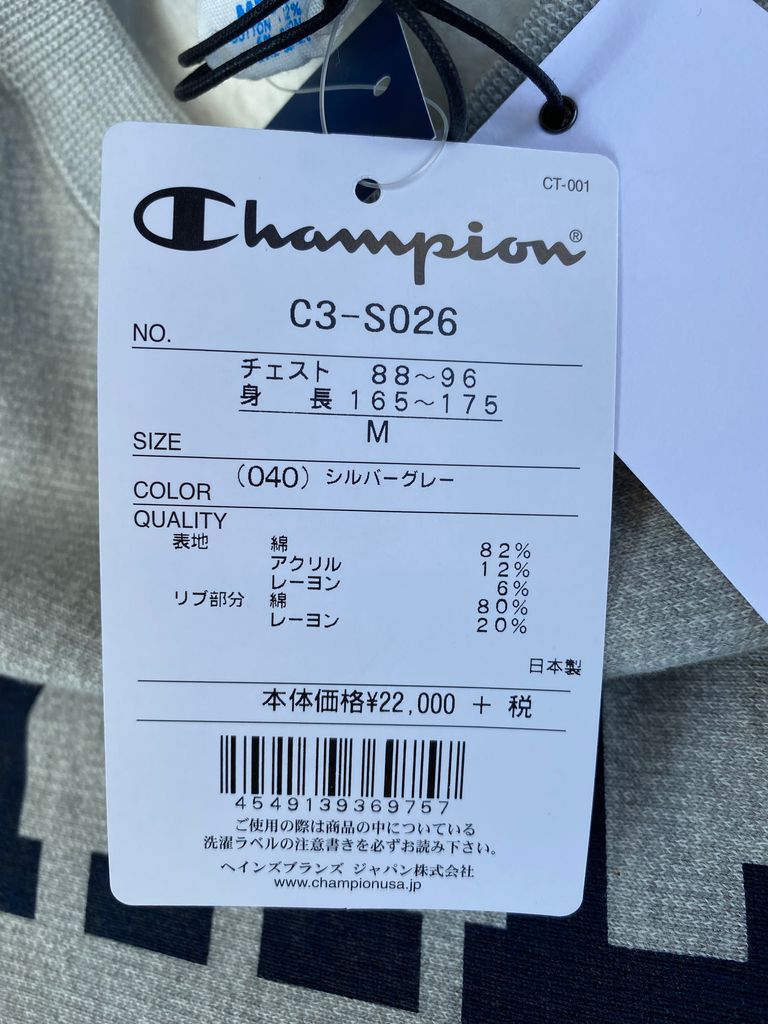 CT-001
Champion®
NO.
C3-S026
チェスト 88～96
身 長 165～175
SIZE
M
COLOR
(040) シルバーグレー
QUALITY
表地 綿 82%
アクリル 12%
レーヨン 6%
リブ部分 綿 80%
レーヨン 20%
日本製
本体価格¥22,000 + 税
4549139369757
ご使用の際は商品の中についている
洗濯ラベルの注意書きを必ずお読み下さい。
ヘインズブランズ ジャパン株式会社
www.championusa.jp